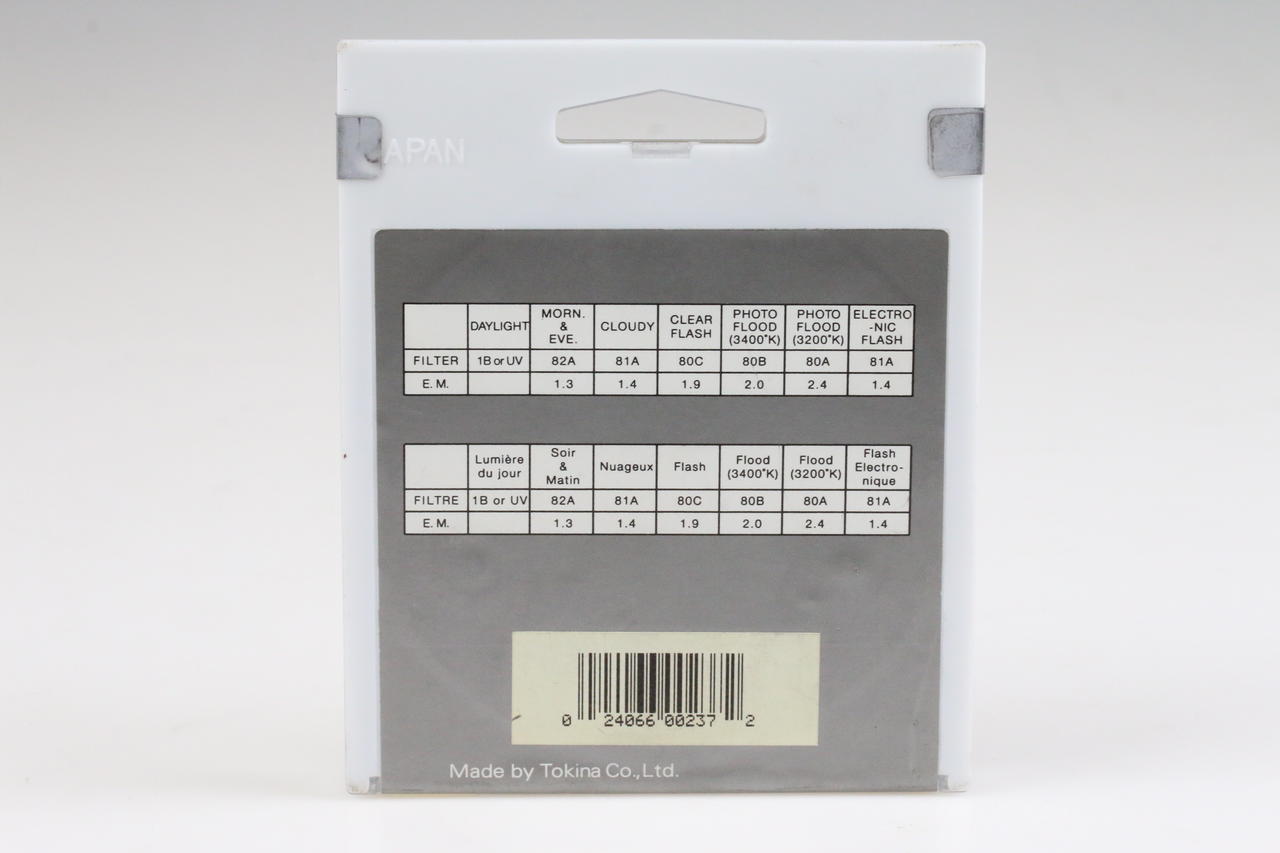 JAPAN
DAYLIGHT MORN. & EVE. CLOUDY CLEAR FLASH PHOTO FLOOD (3400°K) PHOTO FLOOD (3200°K) ELECTRO-NIC FLASH
FILTER 1B or UV 82A 81A 80C 80B 80A 81A
E. M. 1.3 1.4 1.9 2.0 2.4 1.4
Lumière du jour Soir & Matin Nuageux Flash Flood (3400°K) Flood (3200°K) Flash Electro-nique
FILTRE 1B or UV 82A 81A 80C 80B 80A 81A
E. M. 1.3 1.4 1.9 2.0 2.4 1.4
0 24066 00237 2
Made by Tokina Co., Ltd.